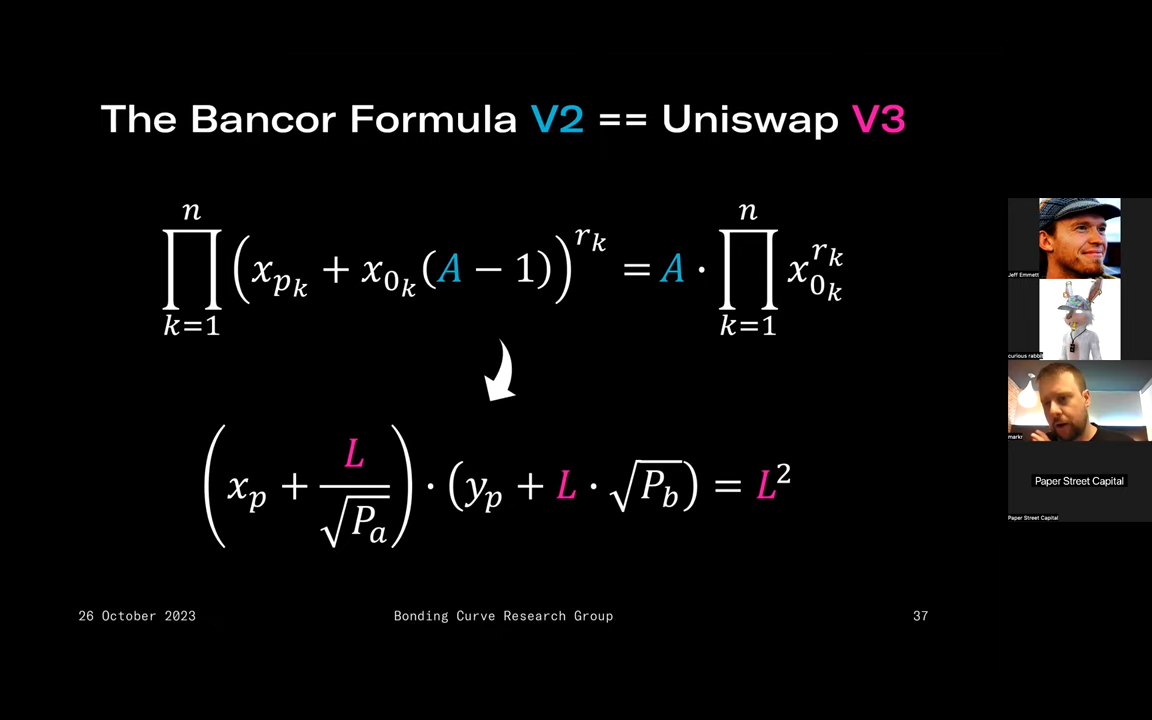 The Bancor Formula V2 == Uniswap V3
∏_{k=1}^{n} (x_{p_k} + x_{0_k}(A − 1))^{r_k} = A · ∏_{k=1}^{n} x_{0_k}^{r_k}
(x_p + L/√P_a) · (y_p + L · √P_b) = L²
26 October 2023 Bonding Curve Research Group 37
Jeff Emmett
curious rabbit
markr
Paper Street Capital
Paper Street Capital